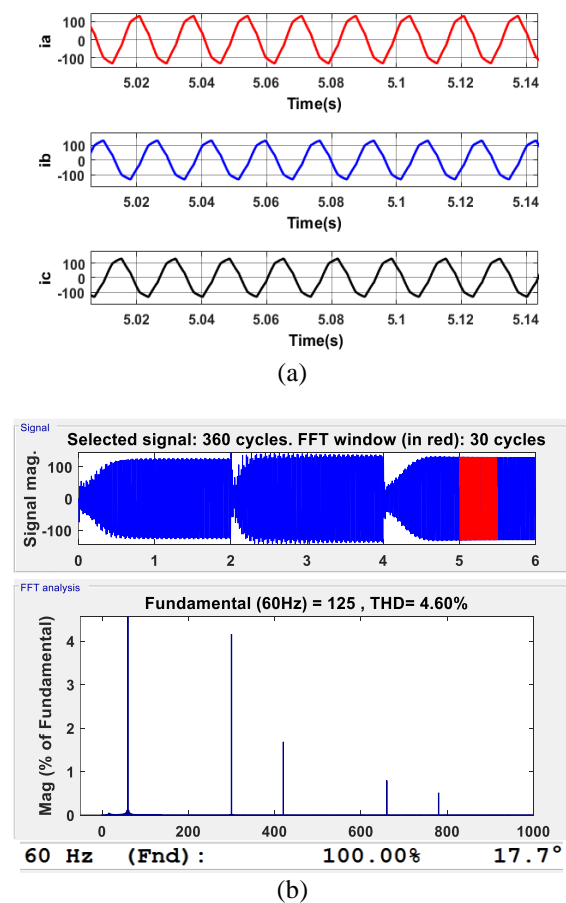 ia
100
0
-100
5.02 5.04 5.06 5.08 5.1 5.12 5.14
Time(s)
ib
100
0
-100
5.02 5.04 5.06 5.08 5.1 5.12 5.14
Time(s)
ic
100
0
-100
5.02 5.04 5.06 5.08 5.1 5.12 5.14
Time(s)
(a)
Signal
Selected signal: 360 cycles. FFT window (in red): 30 cycles
Signal mag.
100
0
-100
0 1 2 3 4 5 6
FFT analysis
Fundamental (60Hz) = 125 , THD= 4.60%
Mag (% of Fundamental)
4
3
2
1
0
0 200 400 600 800 1000
60 Hz (Fnd): 100.00% 17.7°
(b)